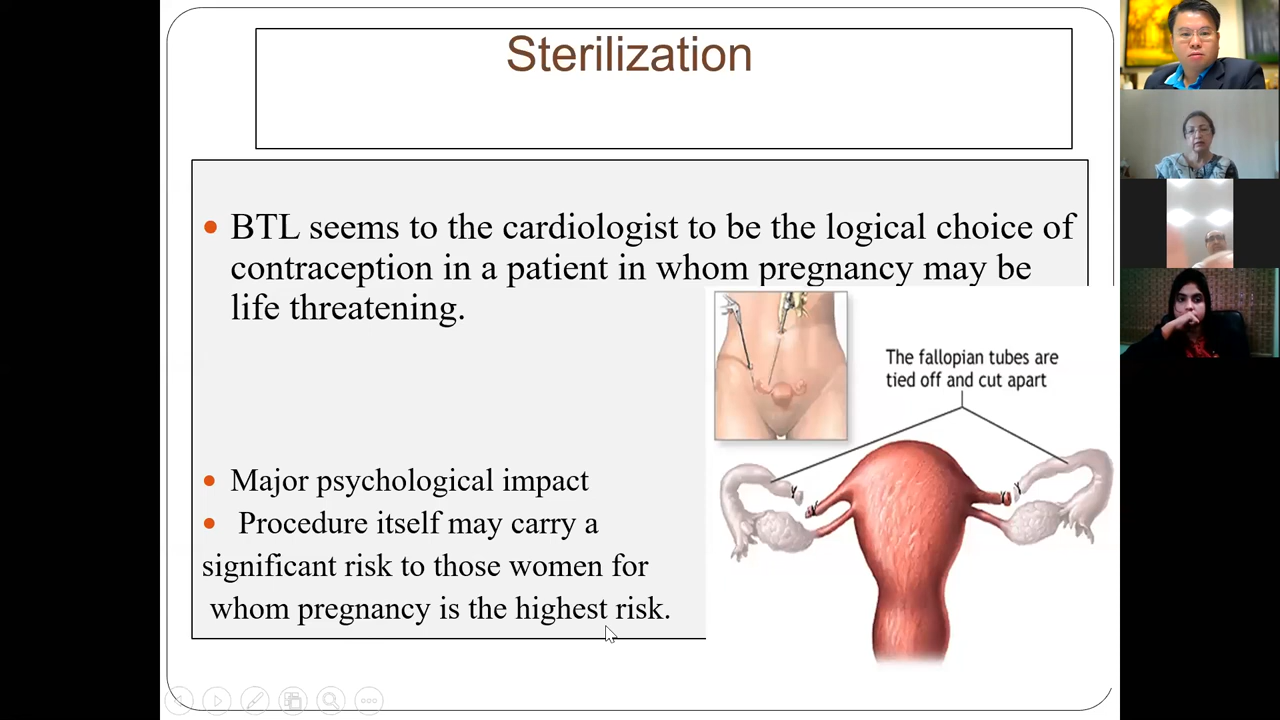 Sterilization
• BTL seems to the cardiologist to be the logical choice of
contraception in a patient in whom pregnancy may be
life threatening.
The fallopian tubes are
tied off and cut apart
• Major psychological impact
• Procedure itself may carry a
significant risk to those women for
whom pregnancy is the highest risk.